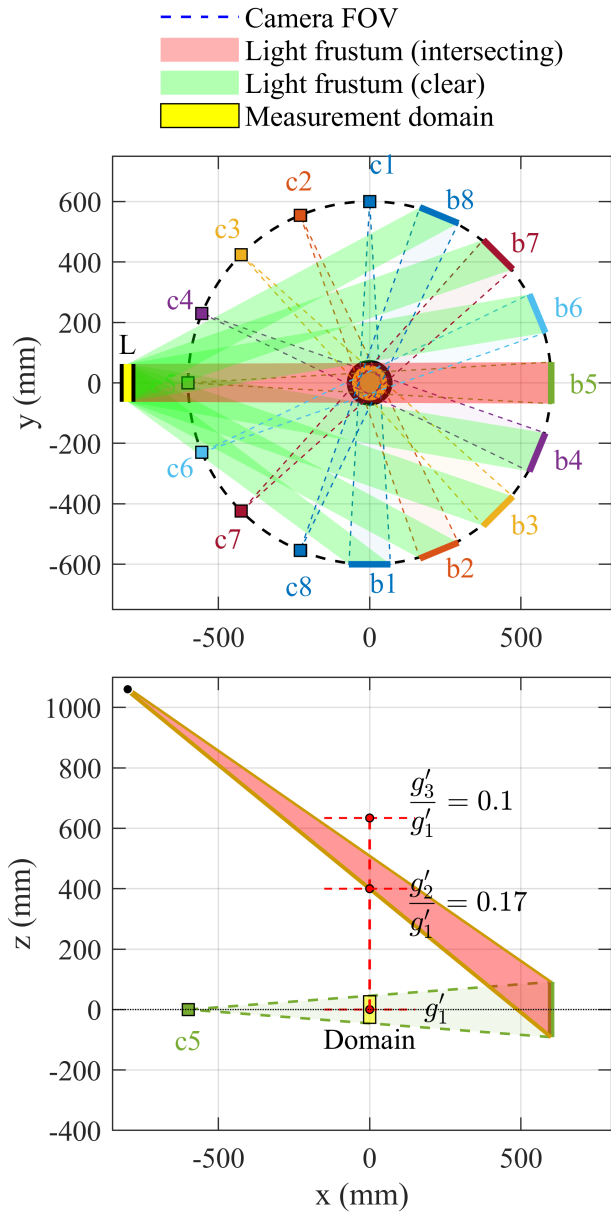 Camera FOV
Light frustum (intersecting)
Light frustum (clear)
Measurement domain
c1
c2
b8
c3
b7
c4
b6
L
b5
c6
b4
c7
b3
c8
b1
b2
600
400
200
0
-200
-400
-600
y (mm)
-500
0
500
1000
800
600
400
200
0
-200
-400
z (mm)
g′3/g′1 = 0.1
g′2/g′1 = 0.17
g′1
c5
Domain
-500
0
500
x (mm)